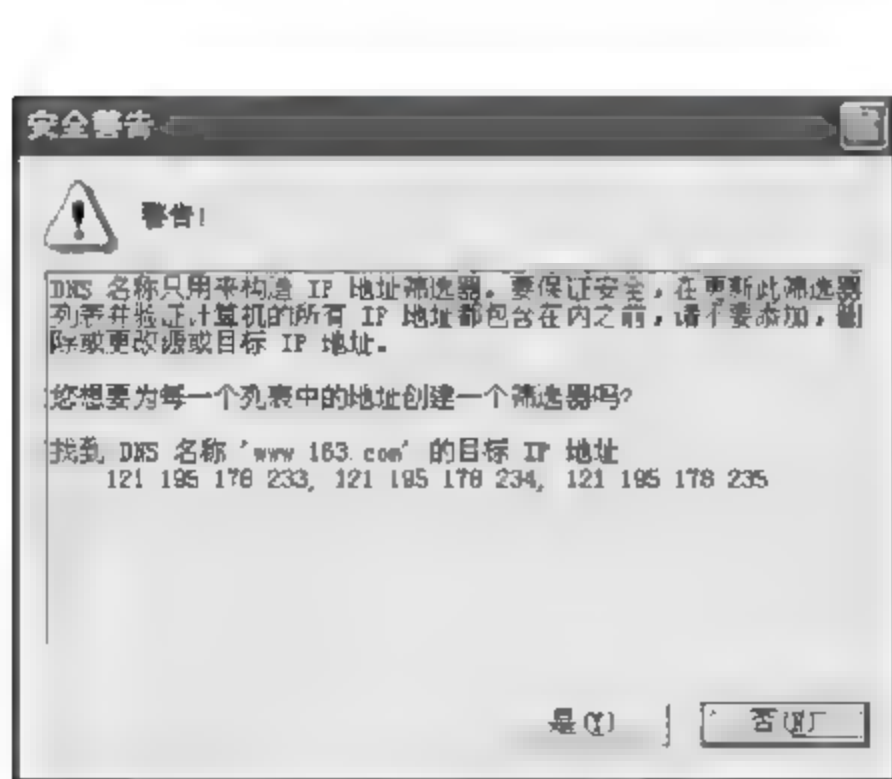 安全警告
警告!
DNS 名称只用来构造 IP 地址筛选器。要保证安全，在更新此筛选器
列表并验证计算机的所有 IP 地址都包含在内之前，请不要添加，删
除或更改源或目标 IP 地址。
您想要为每一个列表中的地址创建一个筛选器吗?
找到 DNS 名称 'www 163. com' 的目标 IP 地址
121 195 178 233, 121 195 178 234, 121 195 178 235
是(Y)
否(N)